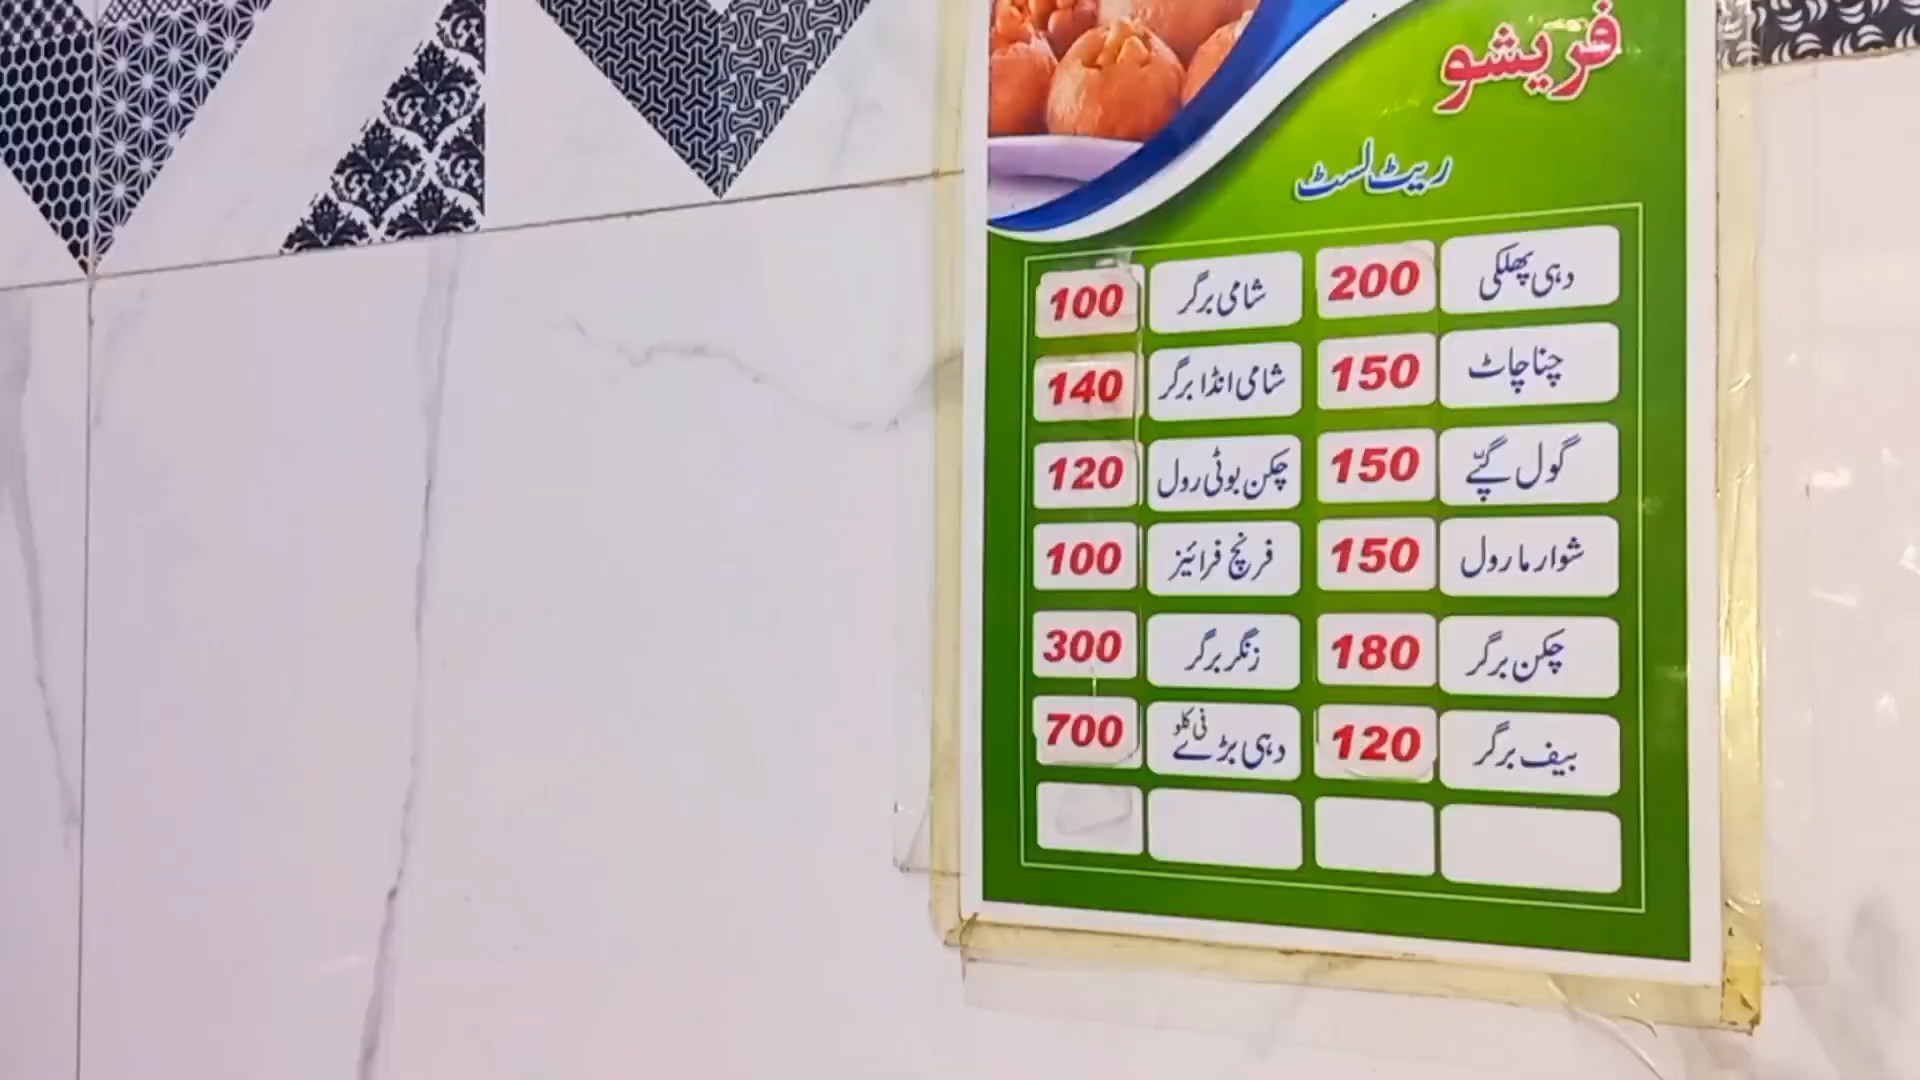 فریشو
ریٹ لسٹ
دہی پھلکی 200 شامی برگر 100
چنا چاٹ 150 شامی انڈا برگر 140
گول گپّے 150 چکن بوٹی رول 120
شوارما رول 150 فرنچ فرائیز 100
چکن برگر 180 زنگر برگر 300
بیف برگر 120 دہی بڑے فی کلو 700